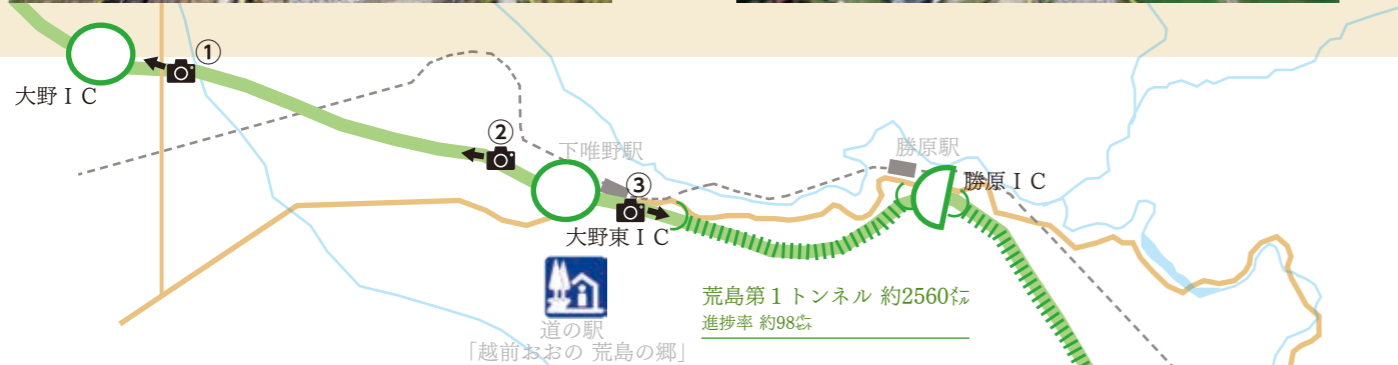 ①
大野ＩＣ
②
下唯野駅
③
大野東ＩＣ
勝原駅
勝原ＩＣ
道の駅
「越前おおの 荒島の郷」
荒島第１トンネル 約2560㍍
進捗率 約98㌫